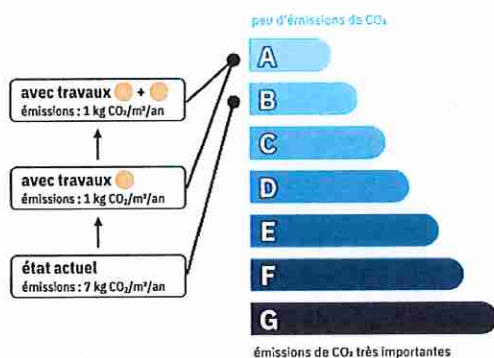 peu d'émissions de CO₂
A
B
C
D
E
F
G
émissions de CO₂ très importantes
avec travaux +
émissions : 1 kg CO₂/m²/an
avec travaux
émissions : 1 kg CO₂/m²/an
état actuel
émissions : 7 kg CO₂/m²/an